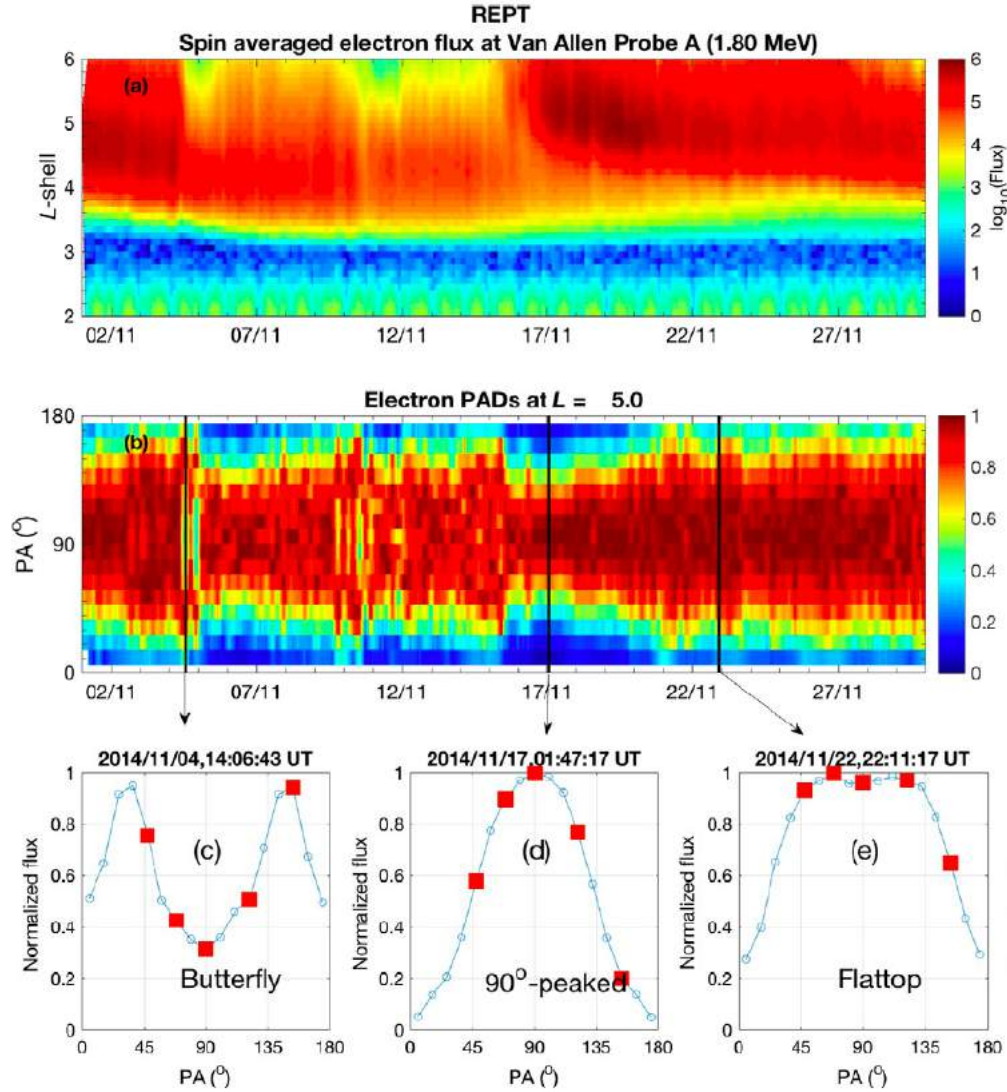 REPT
Spin averaged electron flux at Van Allen Probe A (1.80 MeV)
(a)
L-shell
6
5
4
3
2
02/11 07/11 12/11 17/11 22/11 27/11
6
5
4
3
2
1
0
log10(Flux)
Electron PADs at L = 5.0
(b)
PA (o)
180
90
0
02/11 07/11 12/11 17/11 22/11 27/11
1
0.8
0.6
0.4
0.2
0
2014/11/04,14:06:43 UT
Normalized flux
1
0.8
0.6
0.4
0.2
0
(c)
Butterfly
0 45 90 135 180
PA (o)
2014/11/17,01:47:17 UT
Normalized flux
1
0.8
0.6
0.4
0.2
0
(d)
90o-peaked
0 45 90 135 180
PA (o)
2014/11/22,22:11:17 UT
Normalized flux
1
0.8
0.6
0.4
0.2
0
(e)
Flattop
0 45 90 135 180
PA (o)